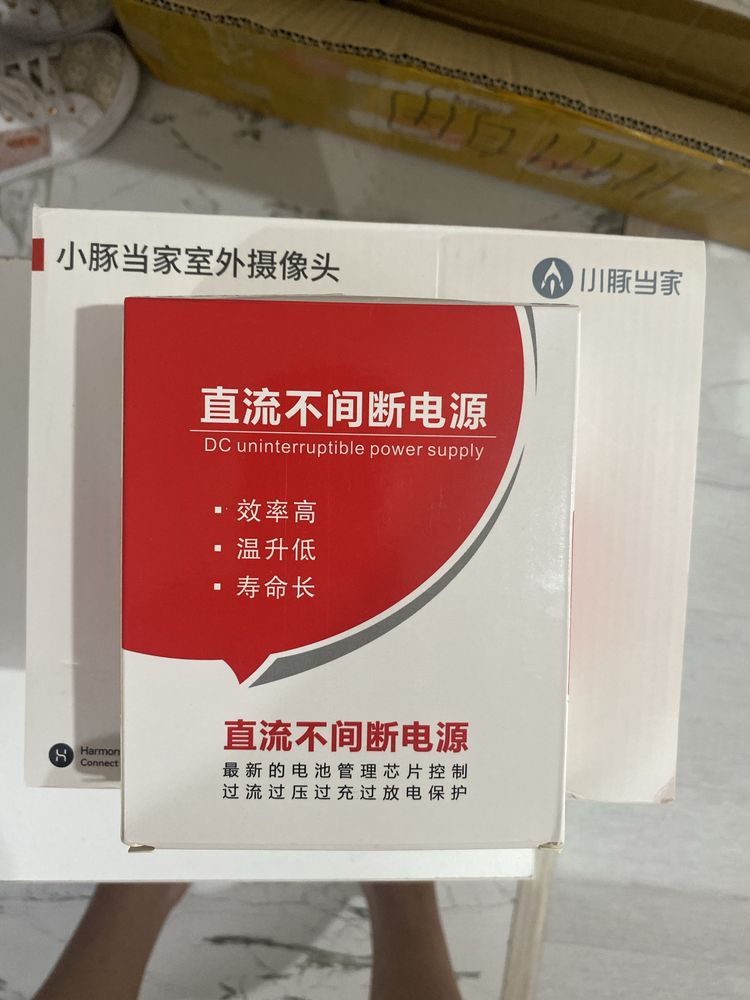 小豚当家室外摄像头
小豚当家
直流不间断电源
DC uninterruptible power supply
▪ 效率高
▪ 温升低
▪ 寿命长
直流不间断电源
最新的电池管理芯片控制
过流过压过充过放电保护
Connect